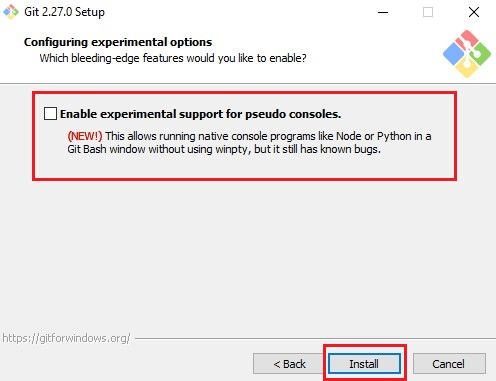 Git 2.27.0 Setup
Configuring experimental options
Which bleeding-edge features would you like to enable?
Enable experimental support for pseudo consoles.
(NEW!) This allows running native console programs like Node or Python in a
Git Bash window without using winpty, but it still has known bugs.
https://gitforwindows.org/
< Back
Install
Cancel